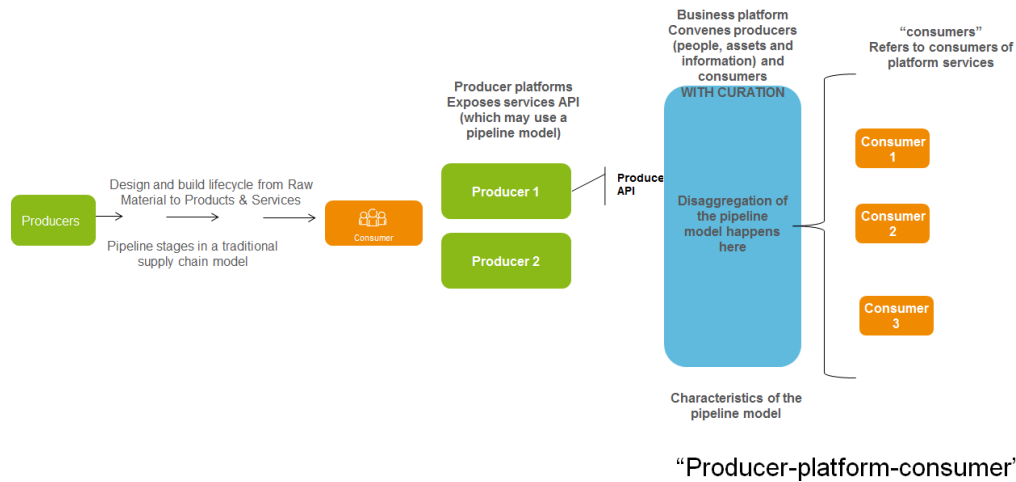 Producers
Design and build lifecycle from Raw
Material to Products & Services
Pipeline stages in a traditional
supply chain model
Consumer
Producer platforms
Exposes services API
(which may use a
pipeline model)
Producer 1
Producer 2
Produce
API
Business platform
Convenes producers
(people, assets and
information) and
consumers
WITH CURATION
Disaggregation of
the pipeline
model happens
here
Characteristics of the
pipeline model
“consumers”
Refers to consumers of
platform services
Consumer
1
Consumer
2
Consumer
3
“Producer-platform-consumer’